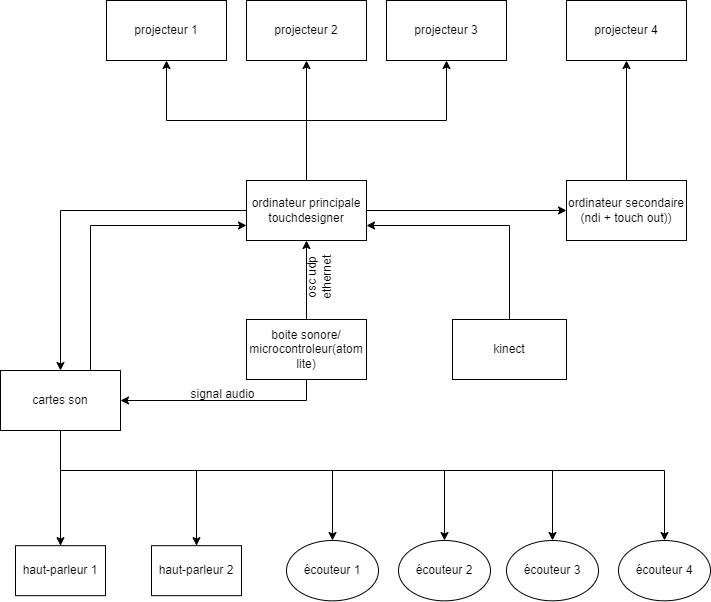 projecteur 1
projecteur 2
projecteur 3
projecteur 4
ordinateur principale
touchdesigner
ordinateur secondaire
(ndi + touch out))
osc udp
ethernet
boite sonore/
microcontroleur(atom
lite)
kinect
signal audio
cartes son
haut-parleur 1
haut-parleur 2
écouteur 1
écouteur 2
écouteur 3
écouteur 4